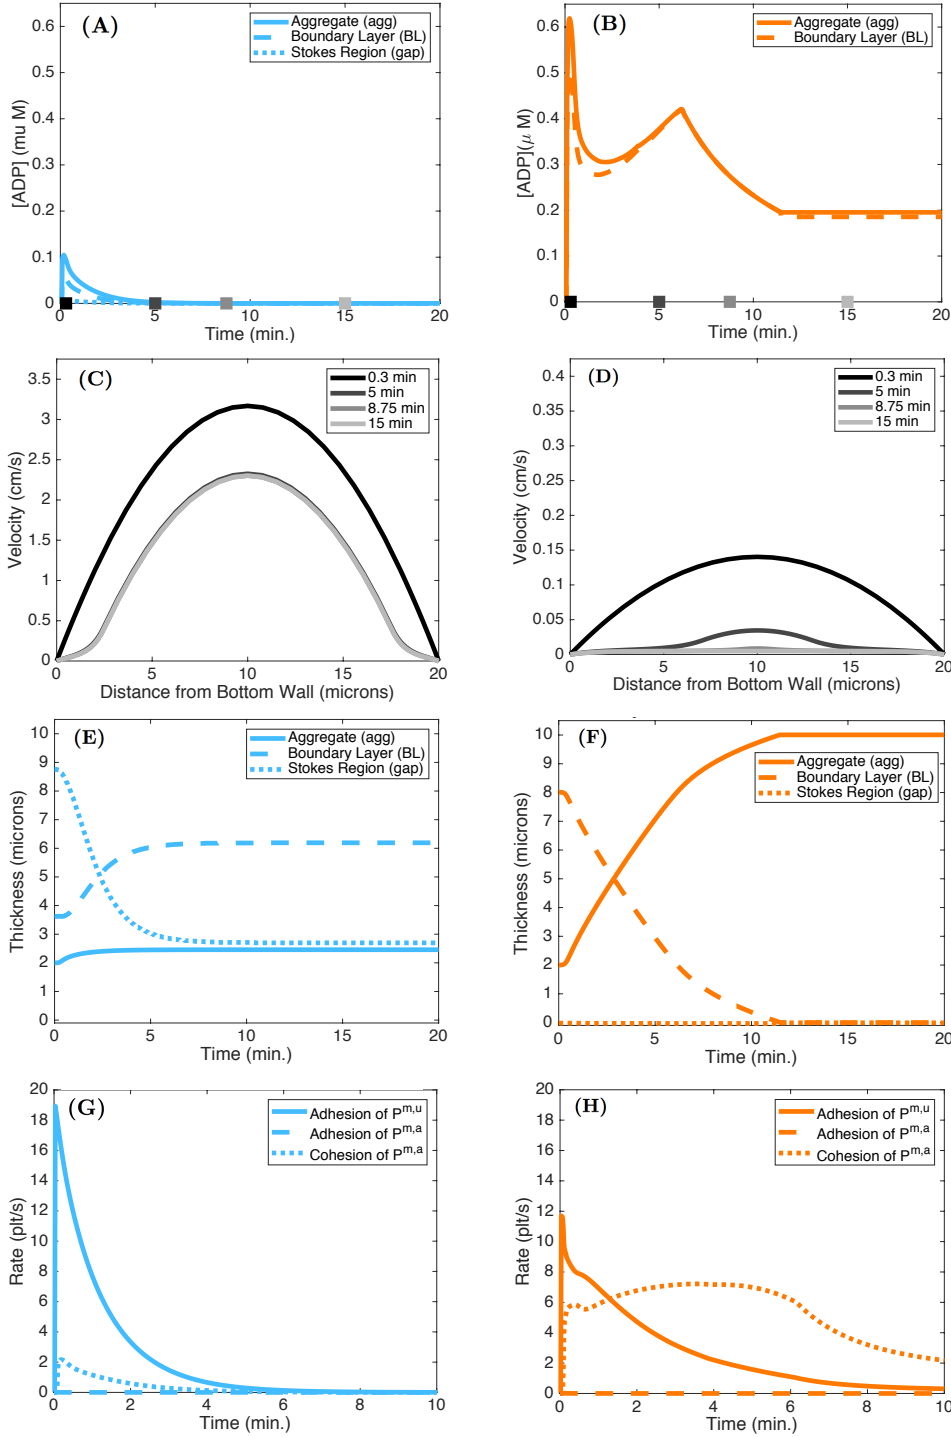 (A)
Aggregate (agg)
Boundary Layer (BL)
Stokes Region (gap)
[ADP] (mu M)
0.6
0.5
0.4
0.3
0.2
0.1
0
0 5 10 15 20
Time (min.)
(B)
Aggregate (agg)
Boundary Layer (BL)
[ADP](μ M)
0.6
0.5
0.4
0.3
0.2
0.1
0
0 5 10 15 20
Time (min.)
(C)
0.3 min
5 min
8.75 min
15 min
Velocity (cm/s)
3.5
3
2.5
2
1.5
1
0.5
0
0 5 10 15 20
Distance from Bottom Wall (microns)
(D)
0.3 min
5 min
8.75 min
15 min
Velocity (cm/s)
0.4
0.35
0.3
0.25
0.2
0.15
0.1
0.05
0
0 5 10 15 20
Distance from Bottom Wall (microns)
(E)
Aggregate (agg)
Boundary Layer (BL)
Stokes Region (gap)
Thickness (microns)
10
9
8
7
6
5
4
3
2
1
0
0 5 10 15 20
Time (min.)
(F)
Aggregate (agg)
Boundary Layer (BL)
Stokes Region (gap)
Thickness (microns)
10
9
8
7
6
5
4
3
2
1
0
0 5 10 15 20
Time (min.)
(G)
Adhesion of P^m,u
Adhesion of P^m,a
Cohesion of P^m,a
Rate (plt/s)
20
18
16
14
12
10
8
6
4
2
0
0 2 4 6 8 10
Time (min.)
(H)
Adhesion of P^m,u
Adhesion of P^m,a
Cohesion of P^m,a
Rate (plt/s)
20
18
16
14
12
10
8
6
4
2
0
0 2 4 6 8 10
Time (min.)